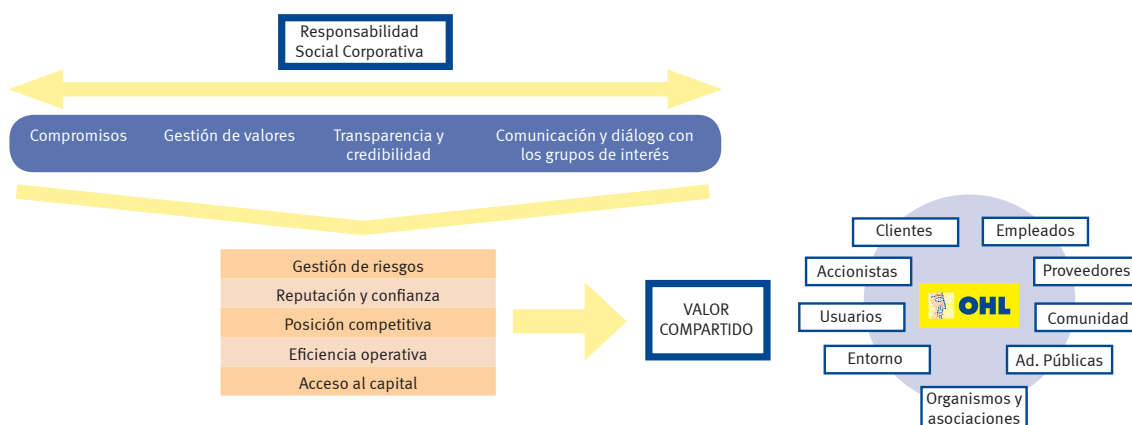 Responsabilidad
Social Corporativa
Compromisos
Gestión de valores
Transparencia y
credibilidad
Comunicación y diálogo con
los grupos de interés
Gestión de riesgos
Reputación y confianza
Posición competitiva
Eficiencia operativa
Acceso al capital
VALOR
COMPARTIDO
Clientes
Empleados
Accionistas
Proveedores
OHL
Usuarios
Comunidad
Entorno
Ad. Públicas
Organismos y
asociaciones